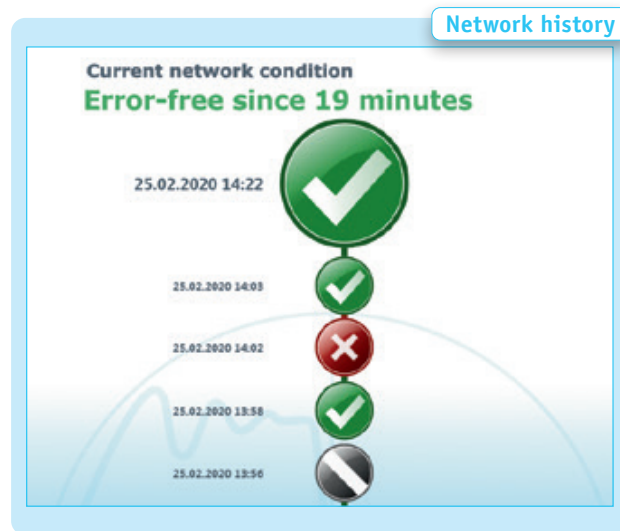 Network history
Current network condition
Error-free since 19 minutes
25.02.2020 14:22
25.02.2020 14:03
25.02.2020 14:02
25.02.2020 13:58
25.02.2020 13:56